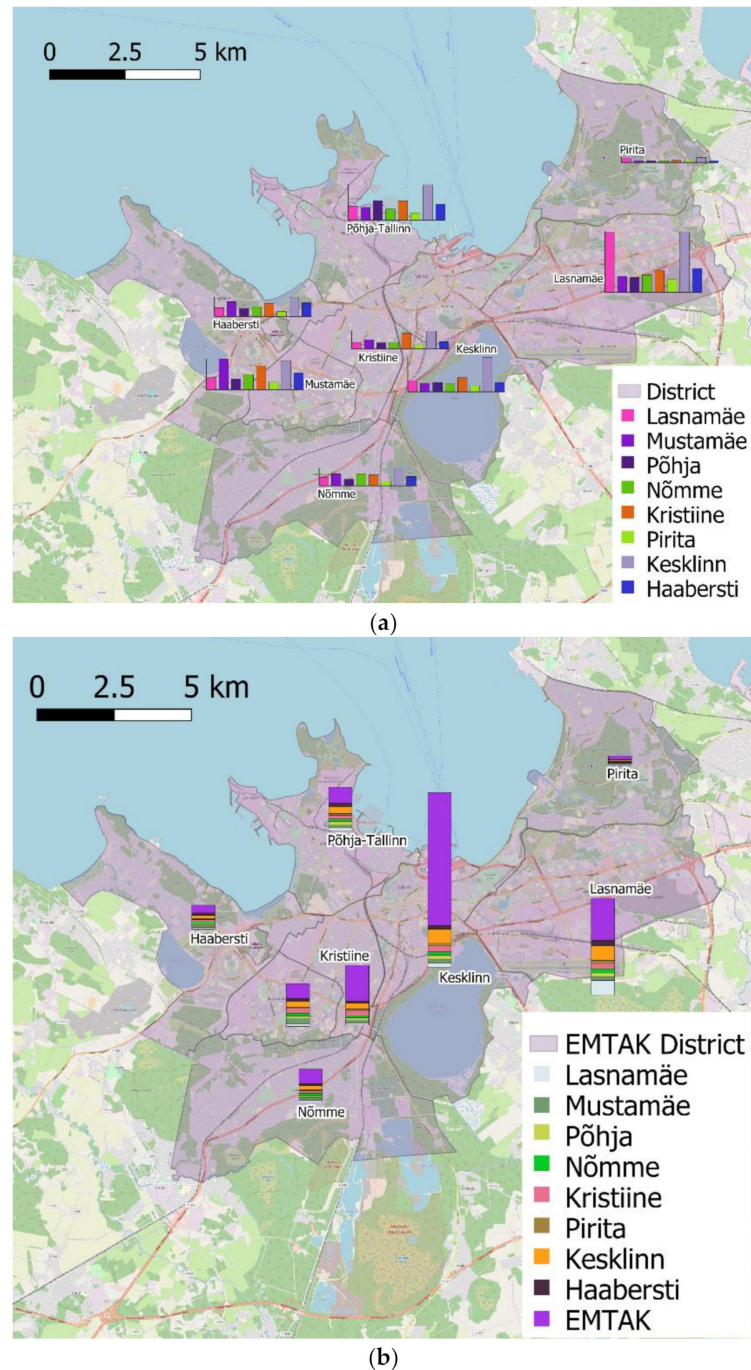 0 2.5 5 km
Pirita
Põhja-Tallinn
Lasnamäe
Haabersti
Kristiine
Kesklinn
Mustamäe
Nõmme
District
Lasnamäe
Mustamäe
Põhja
Nõmme
Kristiine
Pirita
Kesklinn
Haabersti
(a)
0 2.5 5 km
Pirita
Põhja-Tallinn
Lasnamäe
Haabersti
Kristiine
Kesklinn
Nõmme
EMTAK District
Lasnamäe
Mustamäe
Põhja
Nõmme
Kristiine
Pirita
Kesklinn
Haabersti
EMTAK
(b)